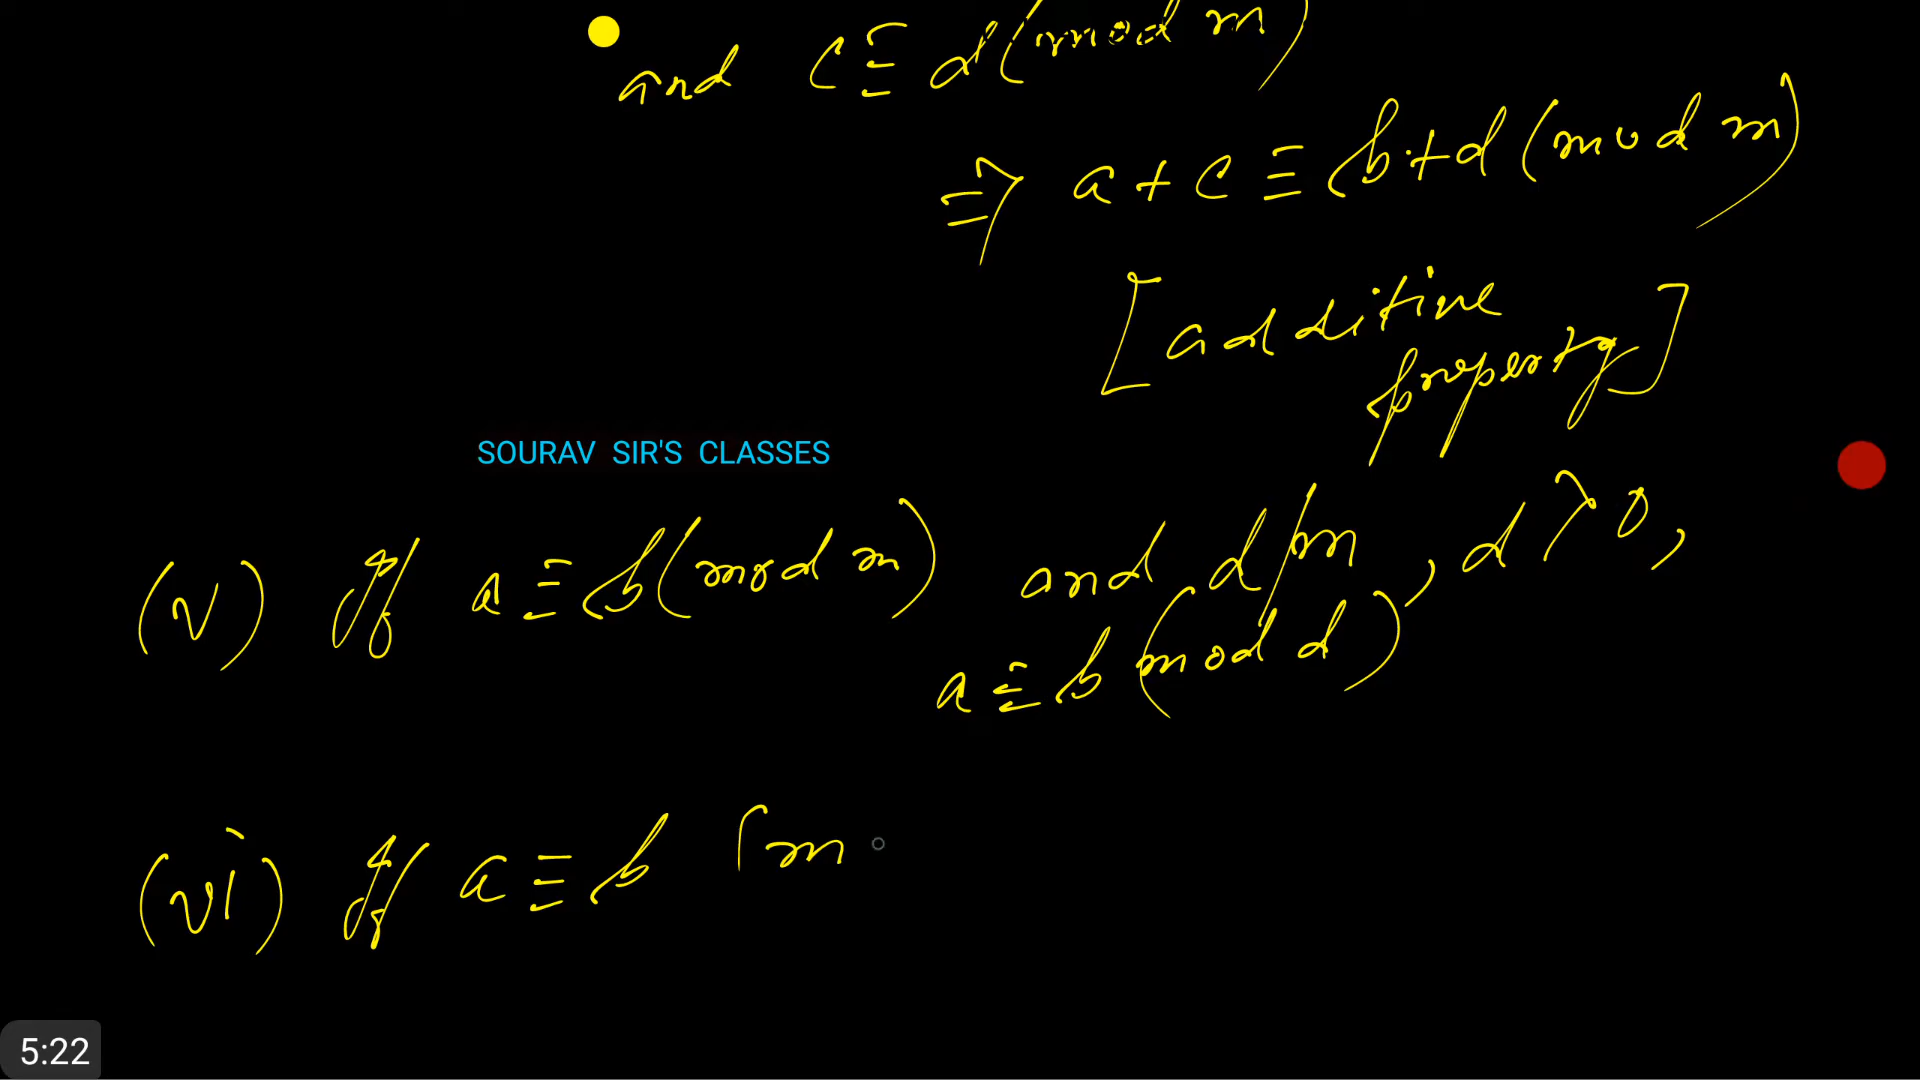 and c ≡ d (mod m)
⇒ a + c ≡ b + d (mod m)
[additive
property]
SOURAV SIR'S CLASSES
(v) If a ≡ b (mod m) and d/m, d > 0,
a ≡ b (mod d)
(vi) If a ≡ b (m
5:22